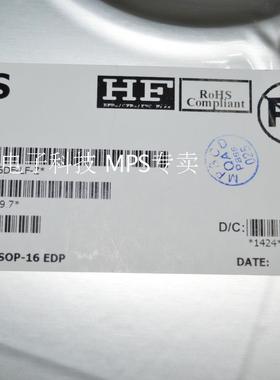 S
HF
RoHS
Compliant
电子科技 MPS专卖
9.7*
D/C:
*1424*
SOP-16 EDP
DATE: